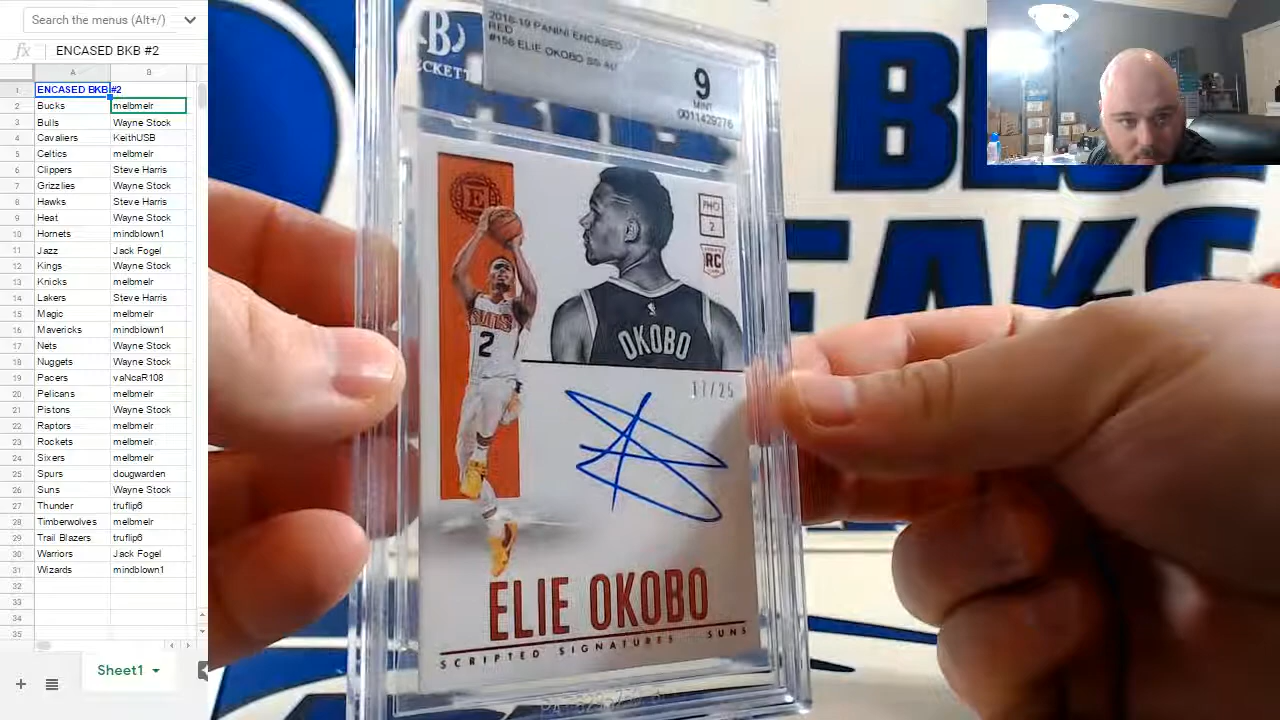 Search the menus (Alt+/)
fx ENCASED BKB #2
A B
1 ENCASED BKB #2
2 Bucks melbmelr
3 Bulls Wayne Stock
4 Cavaliers KeithUSB
5 Celtics melbmelr
6 Clippers Steve Harris
7 Grizzlies Wayne Stock
8 Hawks Steve Harris
9 Heat Wayne Stock
10 Hornets mindblown1
11 Jazz Jack Fogel
12 Kings Wayne Stock
13 Knicks melbmelr
14 Lakers Steve Harris
15 Magic melbmelr
16 Mavericks mindblown1
17 Nets Wayne Stock
18 Nuggets Wayne Stock
19 Pacers vaNcaR108
20 Pelicans melbmelr
21 Pistons Wayne Stock
22 Raptors melbmelr
23 Rockets melbmelr
24 Sixers melbmelr
25 Spurs dougwarden
26 Suns Wayne Stock
27 Thunder truflip6
28 Timberwolves melbmelr
29 Trail Blazers truflip6
30 Warriors Jack Fogel
31 Wizards mindblown1
32
33
34
35
Sheet1
2018-19 PANINI ENCASED
RED
#156 ELIE OKOBO SS AU
9
MINT
0011429276
E
PHO
2
RC
SUNS
2
OKOBO
17/25
ELIE OKOBO
SCRIPTED SIGNATURES SUNS